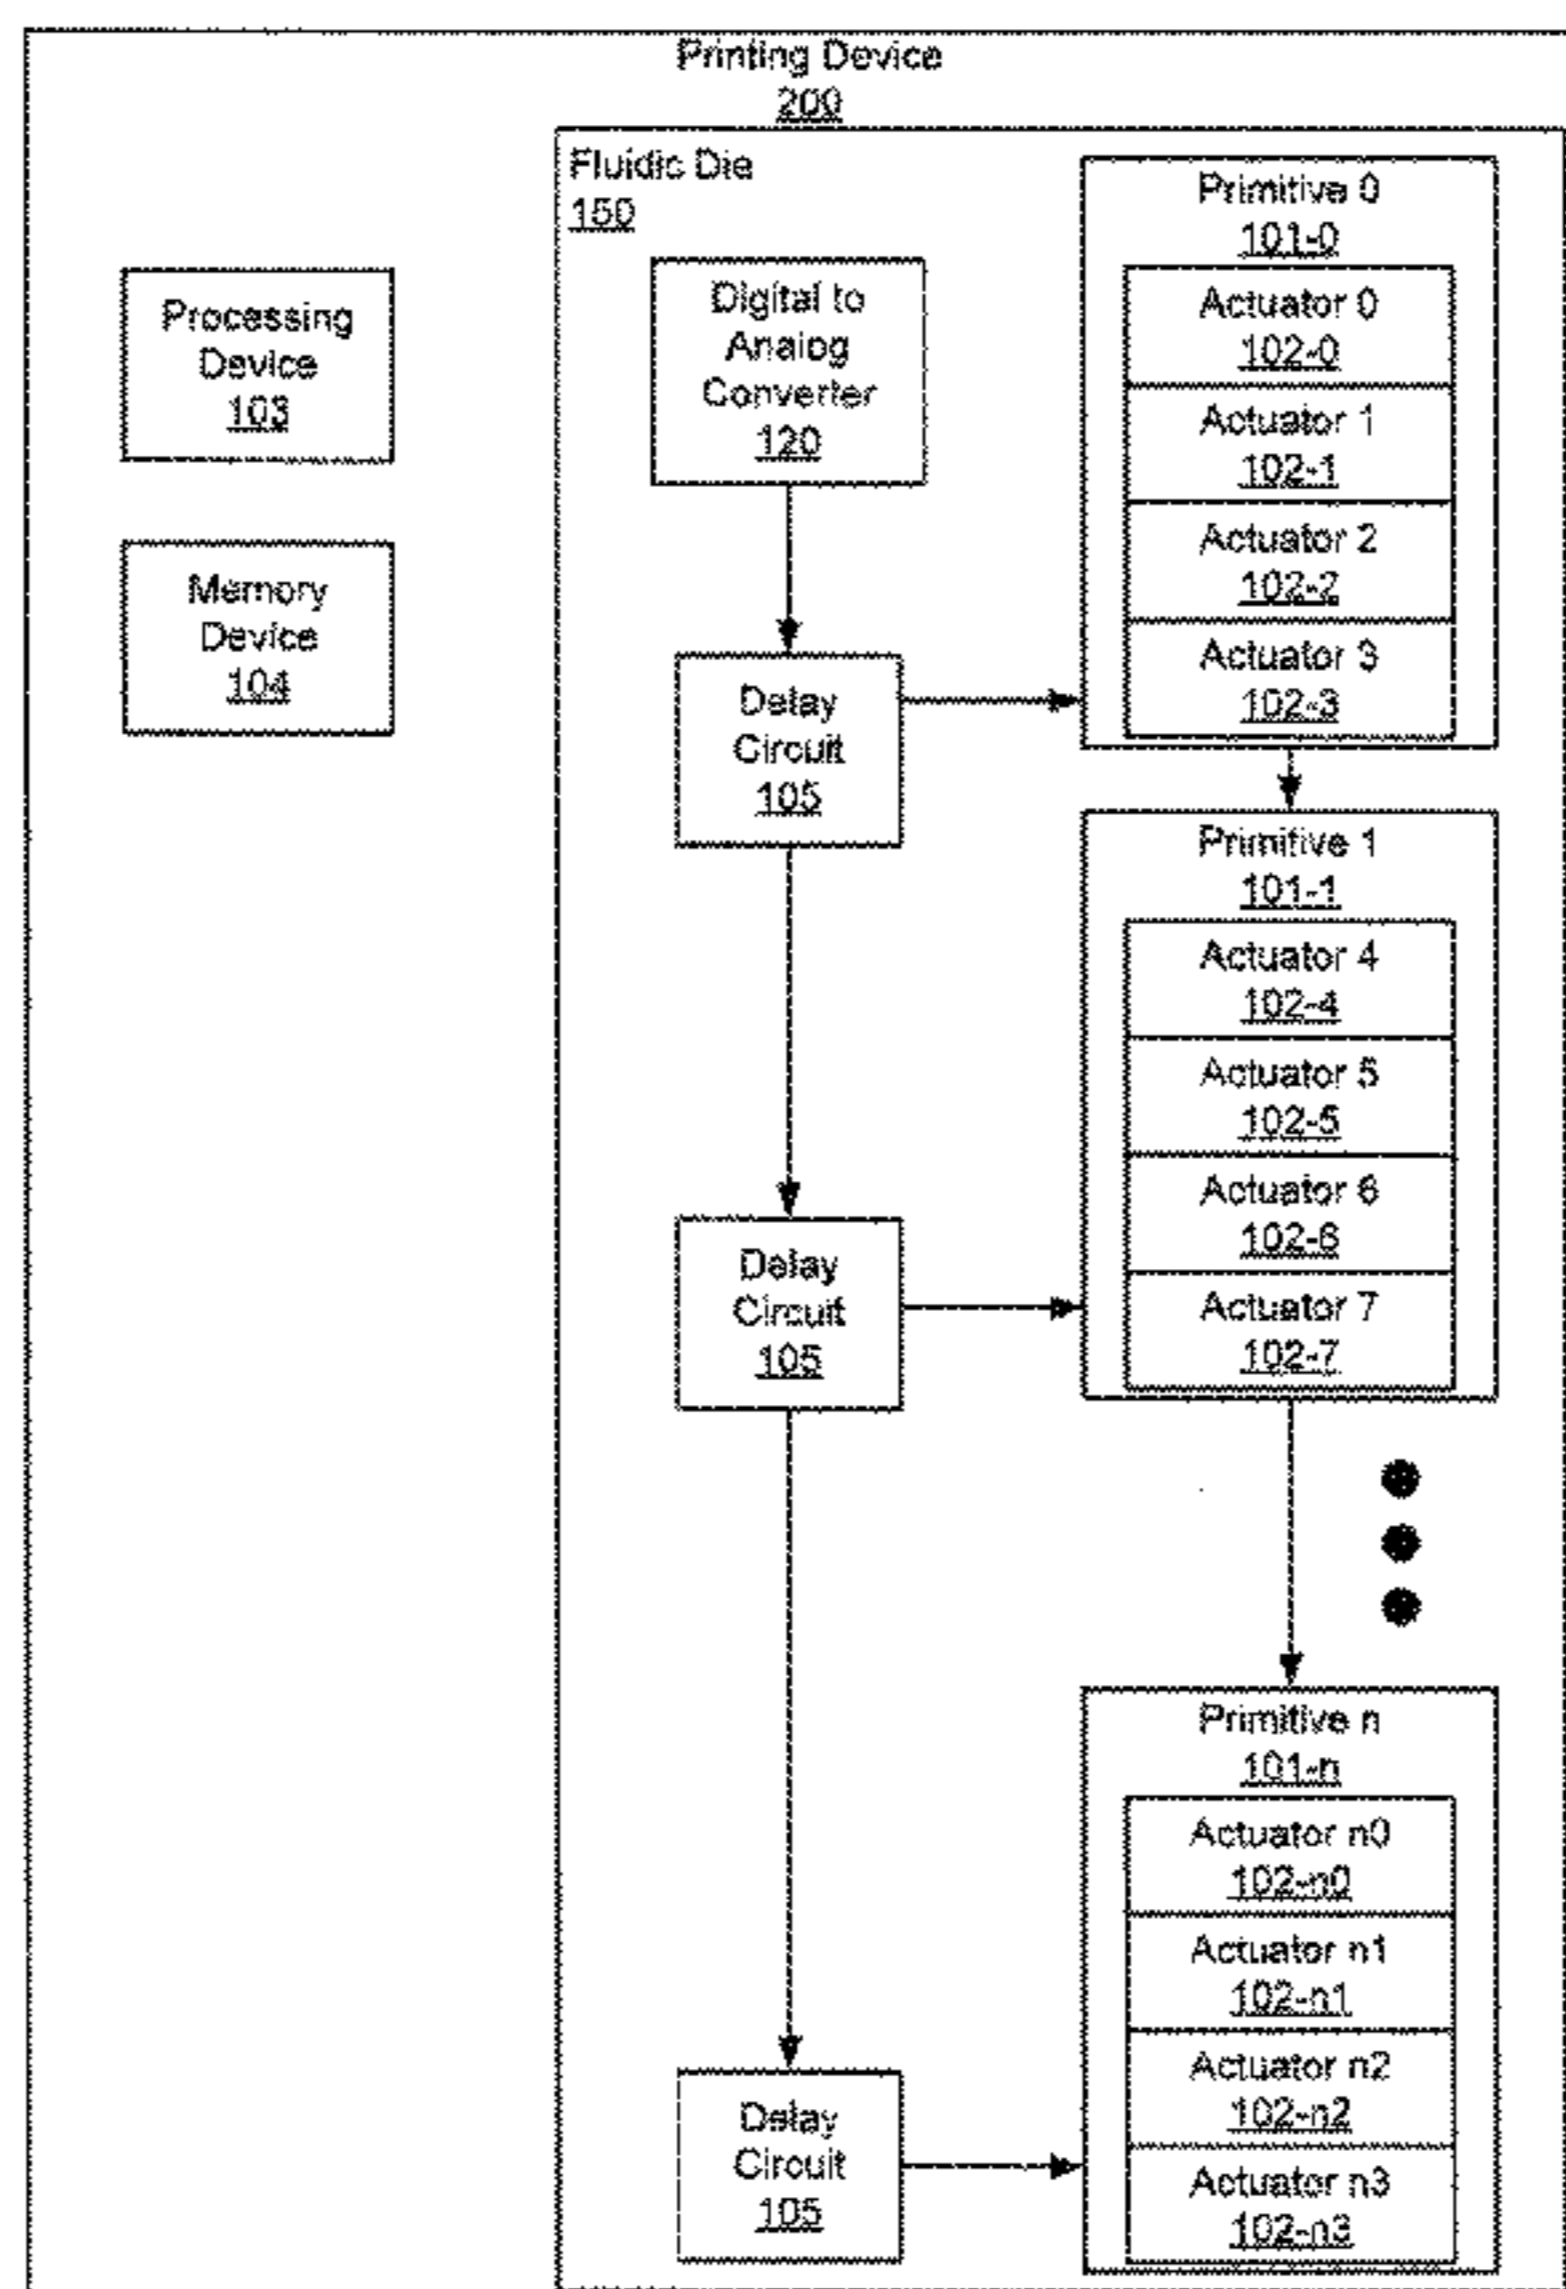 Printing Device
200
Fluidic Die
150
Processing
Device
103
Memory
Device
104
Digital to
Analog
Converter
120
Delay
Circuit
105
Delay
Circuit
105
Delay
Circuit
105
Primitive 0
101-0
Actuator 0
102-0
Actuator 1
102-1
Actuator 2
102-2
Actuator 3
102-3
Primitive 1
101-1
Actuator 4
102-4
Actuator 5
102-5
Actuator 6
102-6
Actuator 7
102-7
Primitive n
101-n
Actuator n0
102-n0
Actuator n1
102-n1
Actuator n2
102-n2
Actuator n3
102-n3